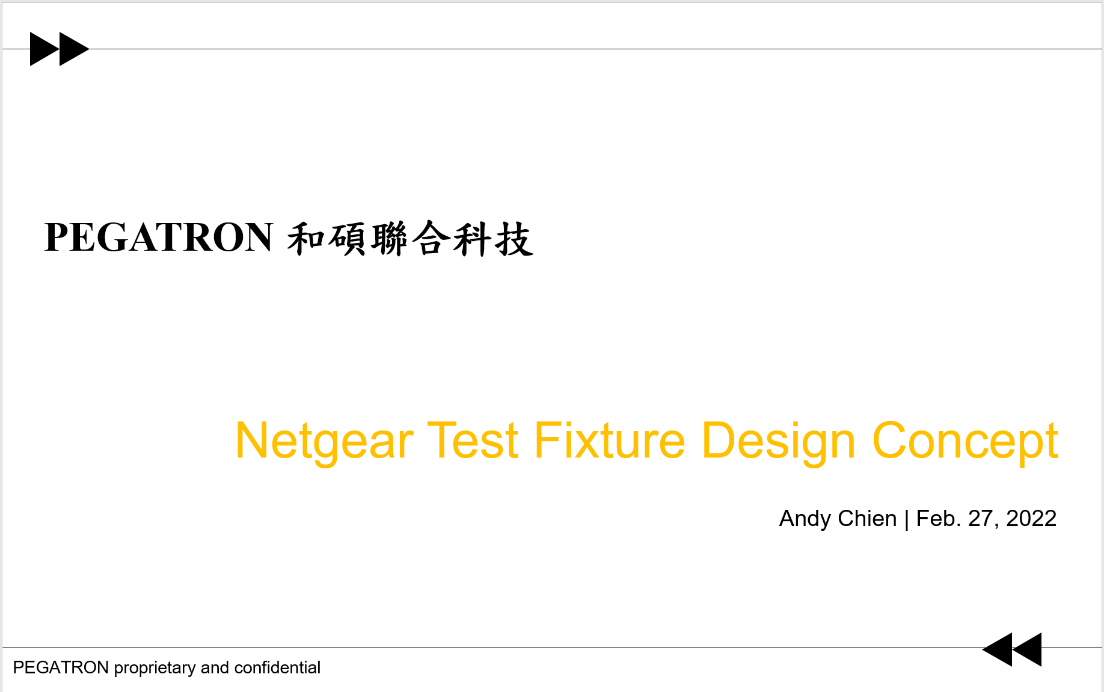 PEGATRON 和碩聯合科技
Netgear Test Fixture Design Concept
Andy Chien | Feb. 27, 2022
PEGATRON proprietary and confidential